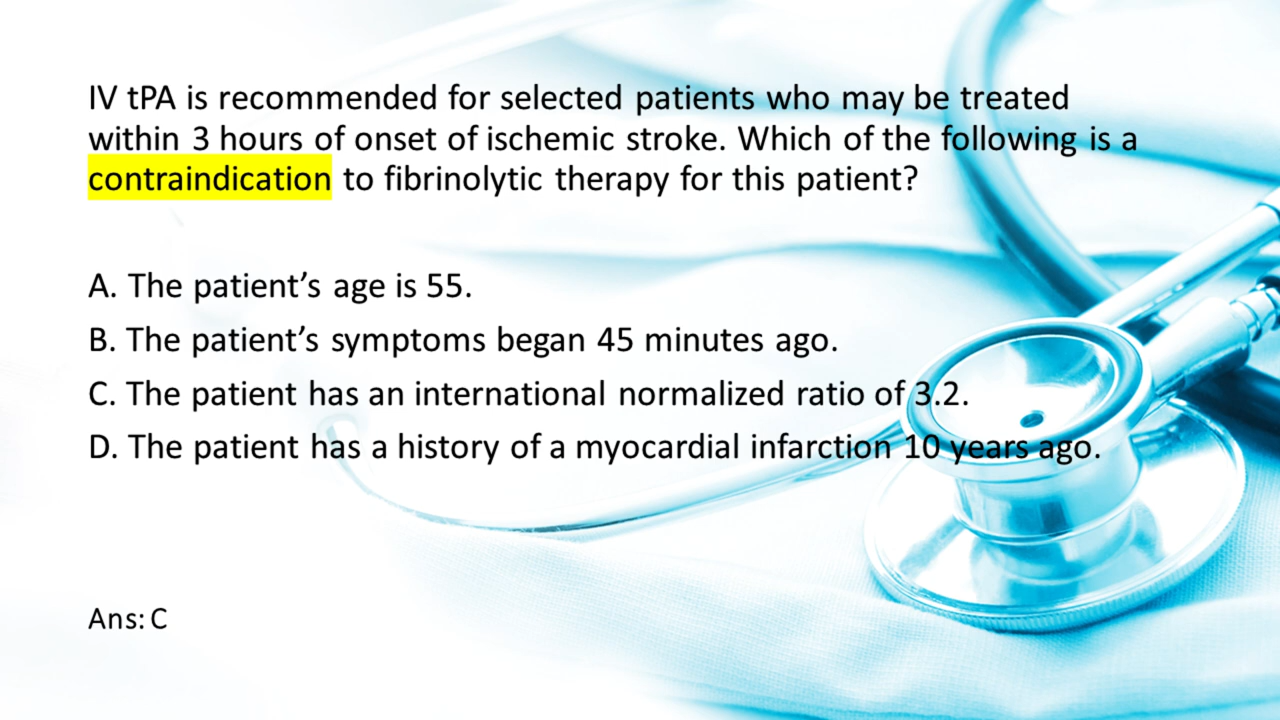 IV tPA is recommended for selected patients who may be treated
within 3 hours of onset of ischemic stroke. Which of the following is a
contraindication to fibrinolytic therapy for this patient?
A. The patient’s age is 55.
B. The patient’s symptoms began 45 minutes ago.
C. The patient has an international normalized ratio of 3.2.
D. The patient has a history of a myocardial infarction 10 years ago.
Ans: C